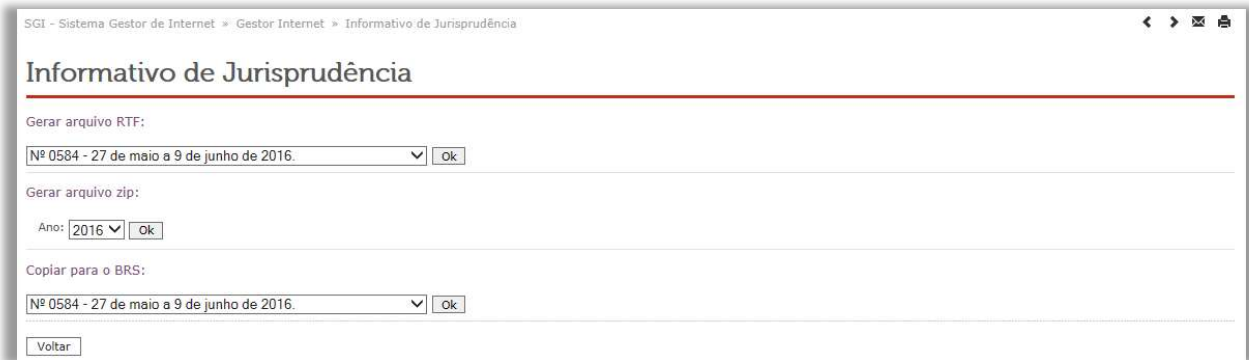 SGI - Sistema Gestor de Internet » Gestor Internet » Informativo de Jurisprudência
Informativo de Jurisprudência
Gerar arquivo RTF:
Nº 0584 - 27 de maio a 9 de junho de 2016. Ok
Gerar arquivo zip:
Ano: 2016 Ok
Copiar para o BRS:
Nº 0584 - 27 de maio a 9 de junho de 2016. Ok
Voltar